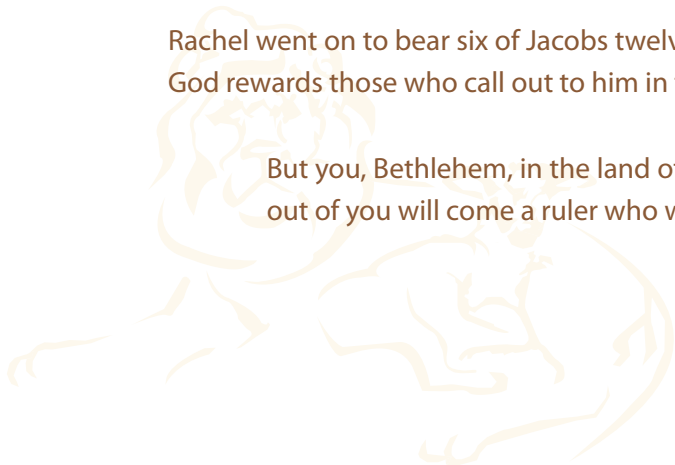 Rachel went on to bear six of Jacobs
God rewards those who call out to him in
But you, Bethlehem, in the land
out of you will come a ruler who